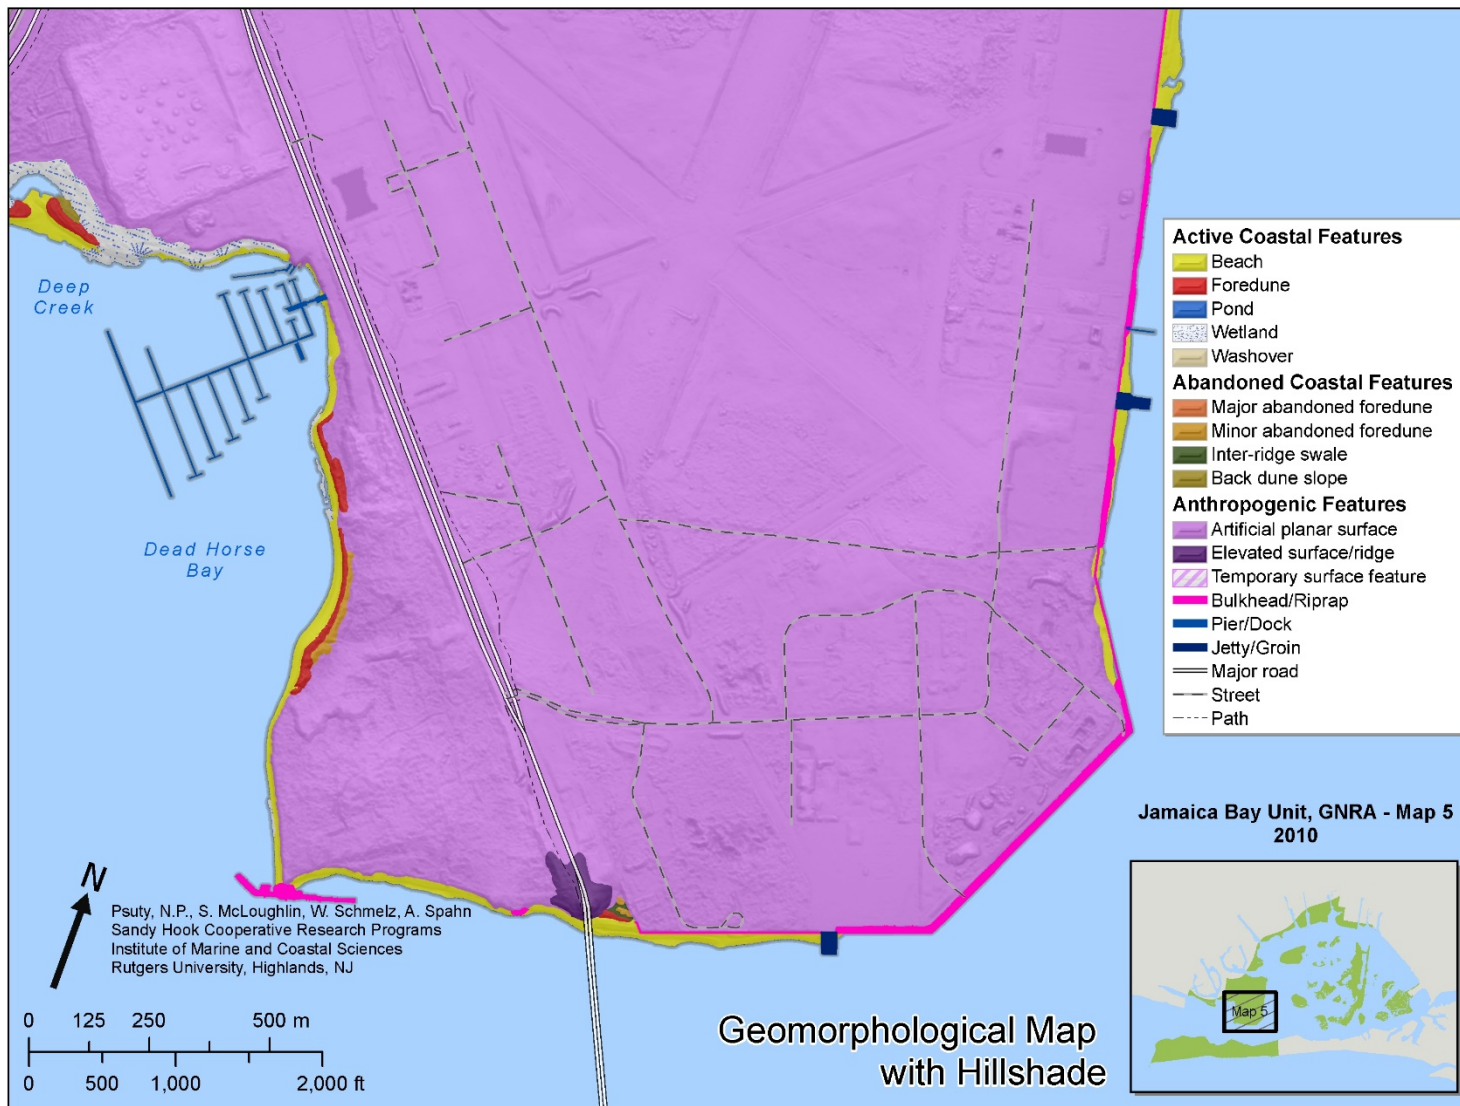 Deep
Creek
Dead Horse
Bay
Active Coastal Features
Beach
Foredune
Pond
Wetland
Washover
Abandoned Coastal Features
Major abandoned foredune
Minor abandoned foredune
Inter-ridge swale
Back dune slope
Anthropogenic Features
Artificial planar surface
Elevated surface/ridge
Temporary surface feature
Bulkhead/Riprap
Pier/Dock
Jetty/Groin
Major road
Street
Path
Jamaica Bay Unit, GNRA - Map 5
2010
Map 5
N
Psuty, N.P., S. McLoughlin, W. Schmelz, A. Spahn
Sandy Hook Cooperative Research Programs
Institute of Marine and Coastal Sciences
Rutgers University, Highlands, NJ
0 125 250 500 m
0 500 1,000 2,000 ft
Geomorphological Map
with Hillshade